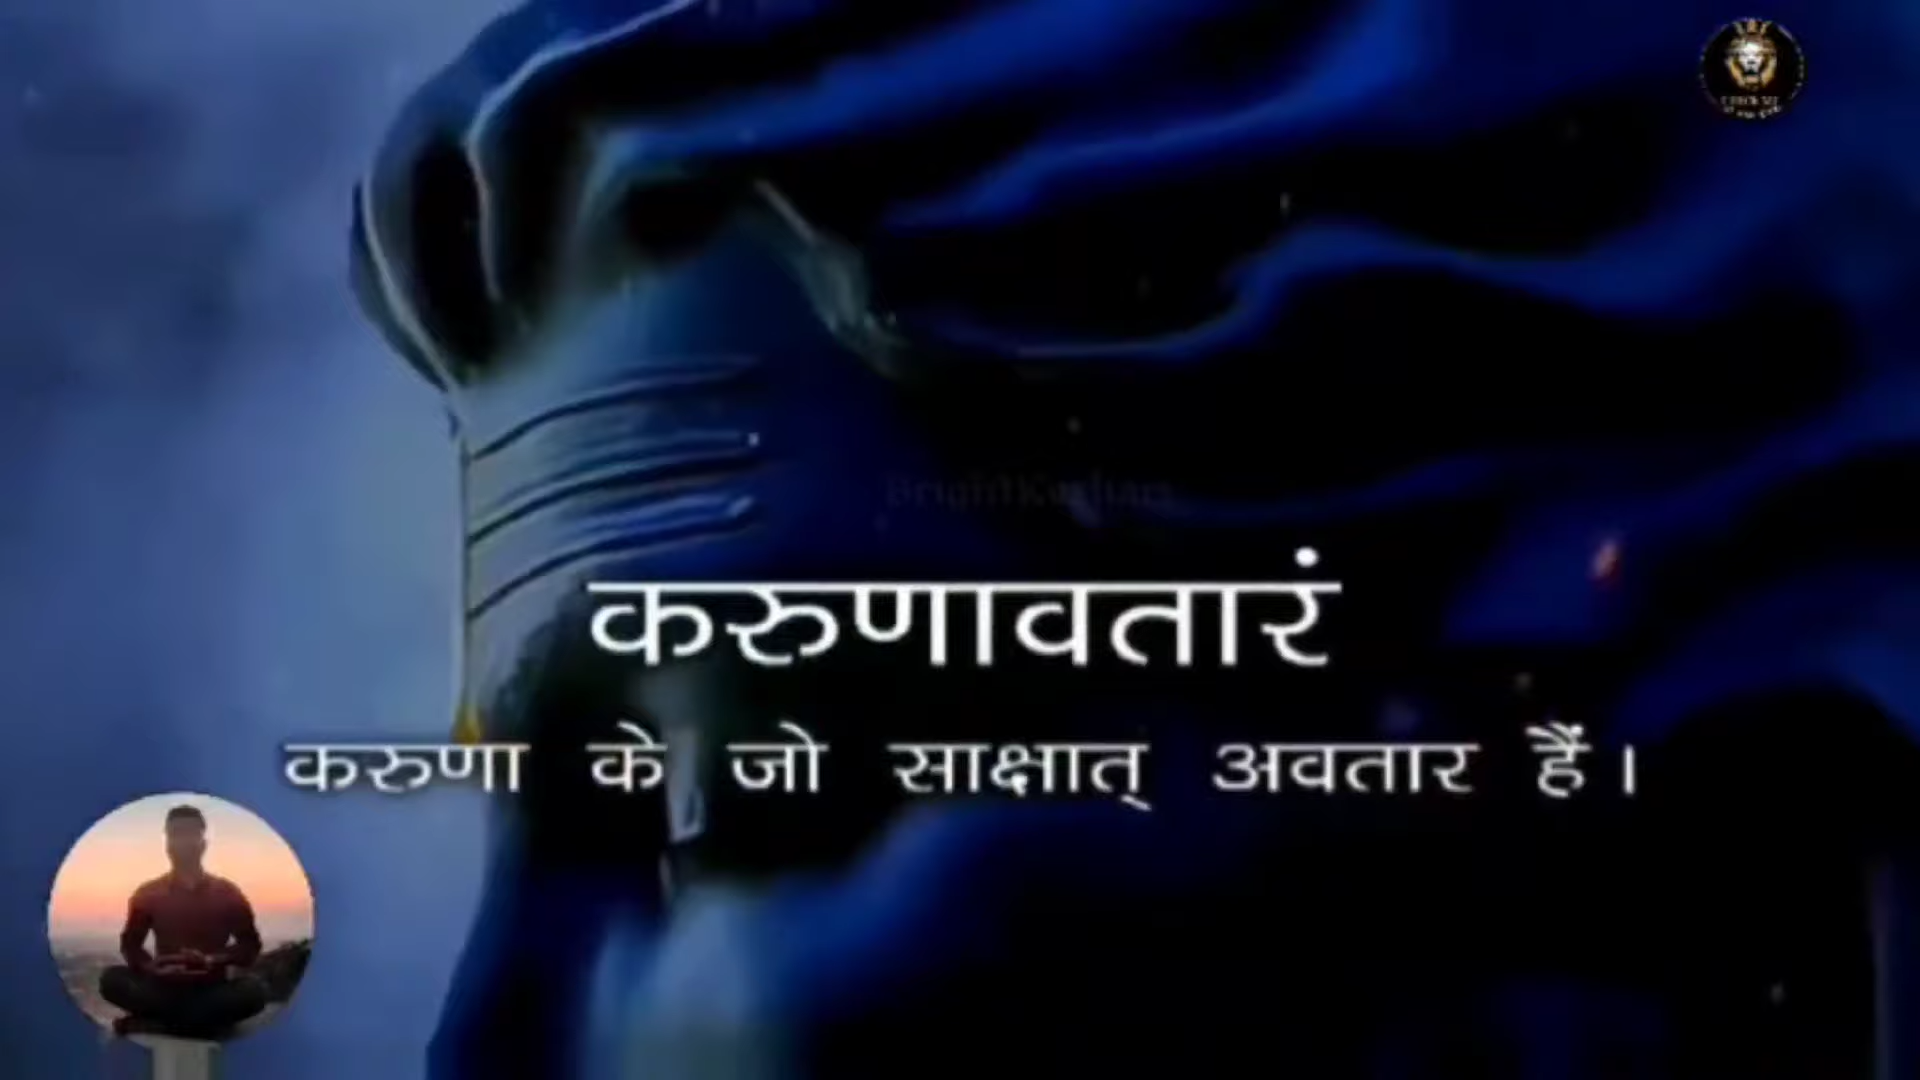 करुणावतारं
करुणा के जो साक्षात् अवतार हैं।